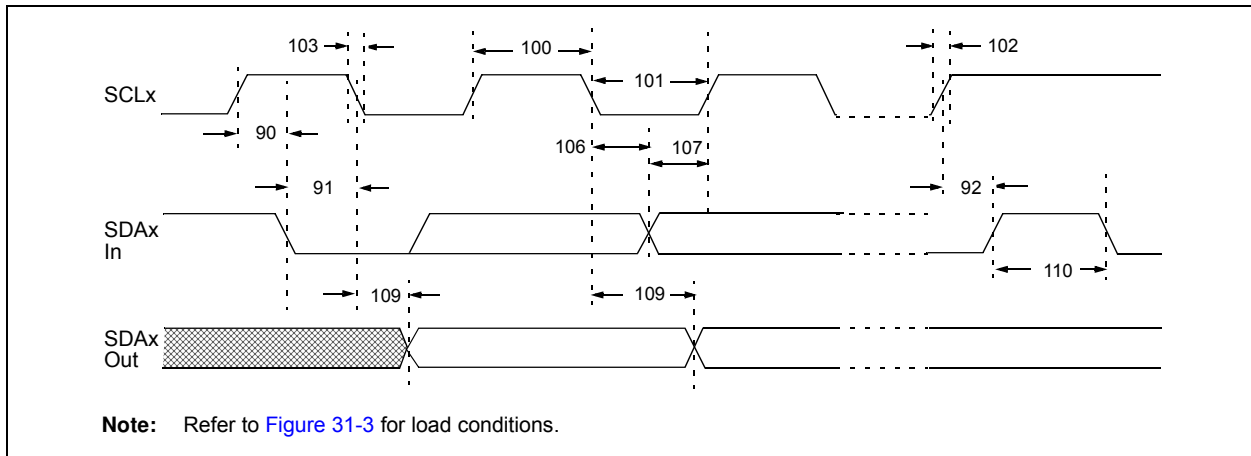 103
100
102
101
SCLx
90
106
107
91
92
SDAx
In
110
109
109
SDAx
Out
Note: Refer to Figure 31-3 for load conditions.